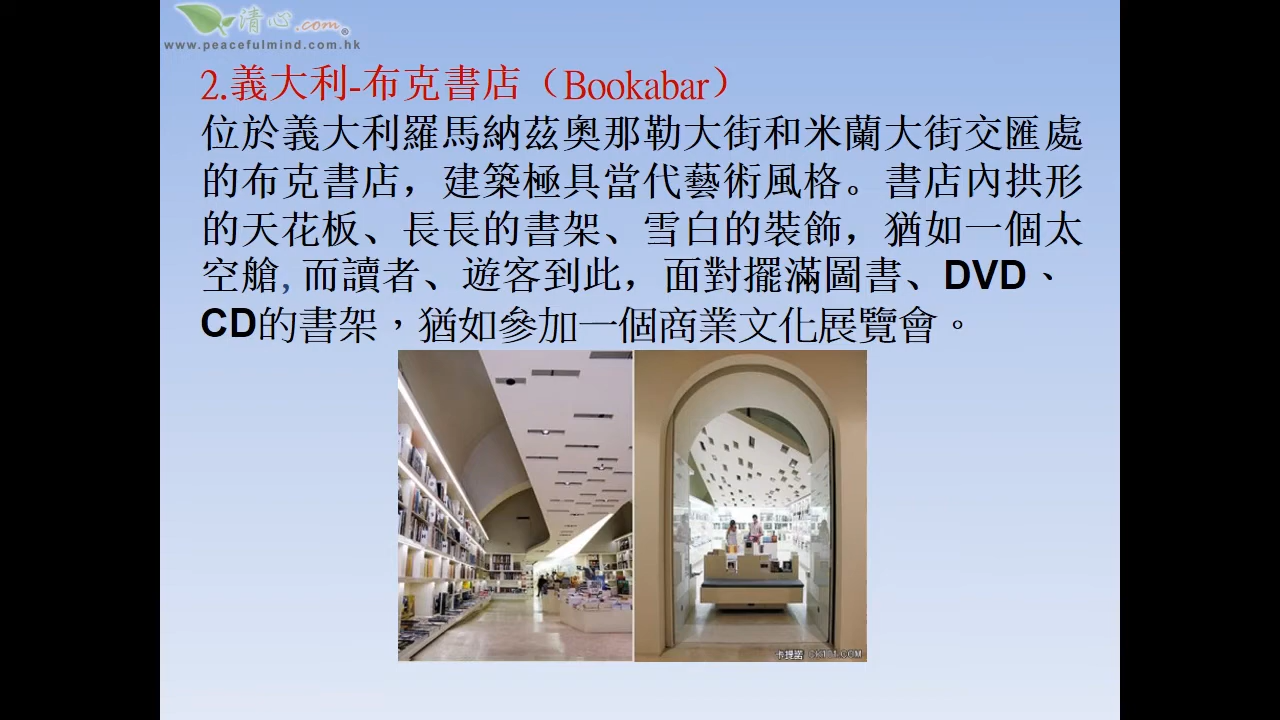 清心.com®
www.peacefulmind.com.hk
2.義大利-布克書店（Bookabar）
位於義大利羅馬納茲奧那勒大街和米蘭大街交匯處
的布克書店，建築極具當代藝術風格。書店內拱形
的天花板、長長的書架、雪白的裝飾，猶如一個太
空艙,而讀者、遊客到此，面對擺滿圖書、DVD、
CD的書架，猶如參加一個商業文化展覽會。
卡提諾 CK101.COM